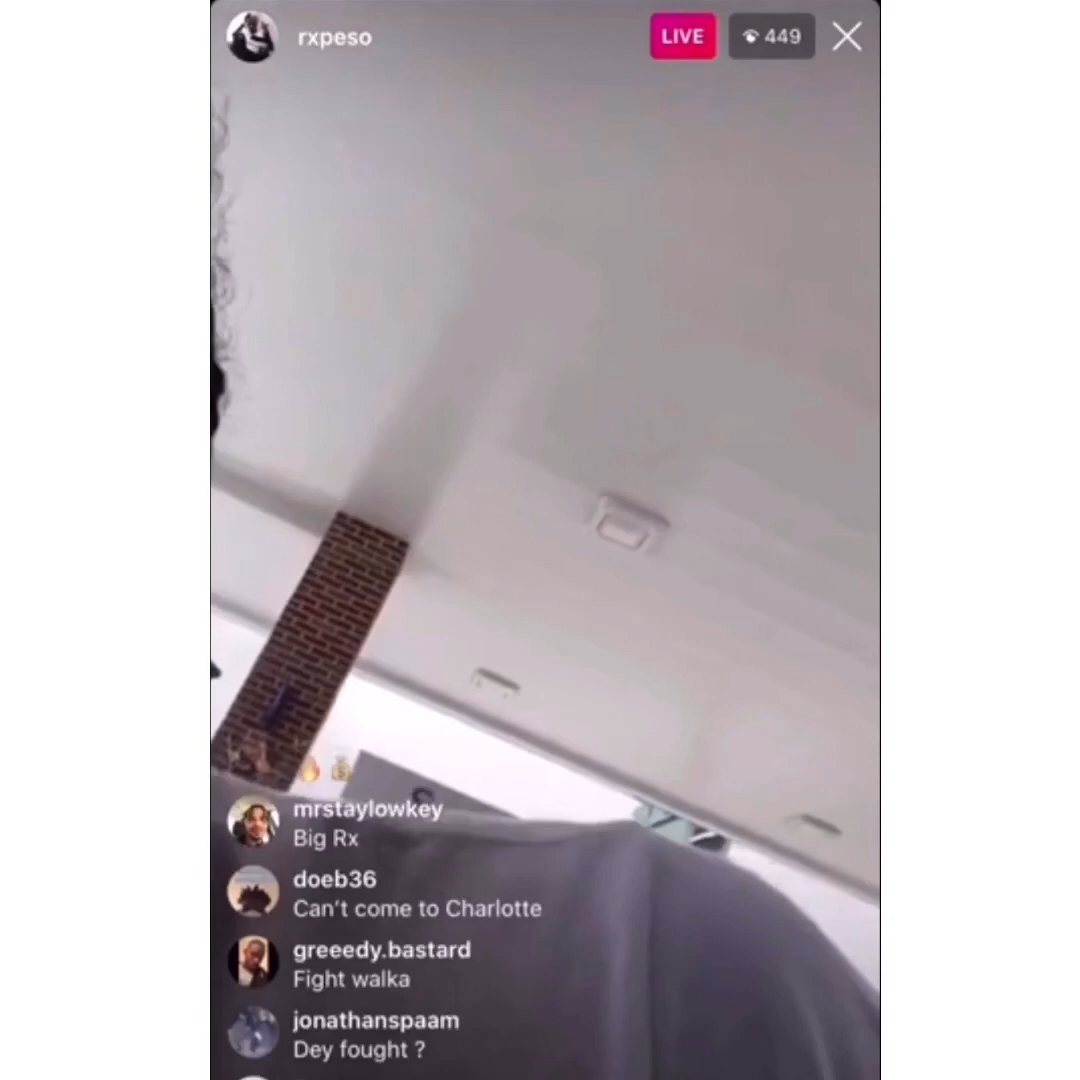 rxpeso
LIVE
449
mrstaylowkey
Big Rx
doeb36
Can't come to Charlotte
greeedy.bastard
Fight walka
jonathanspaam
Dey fought ?